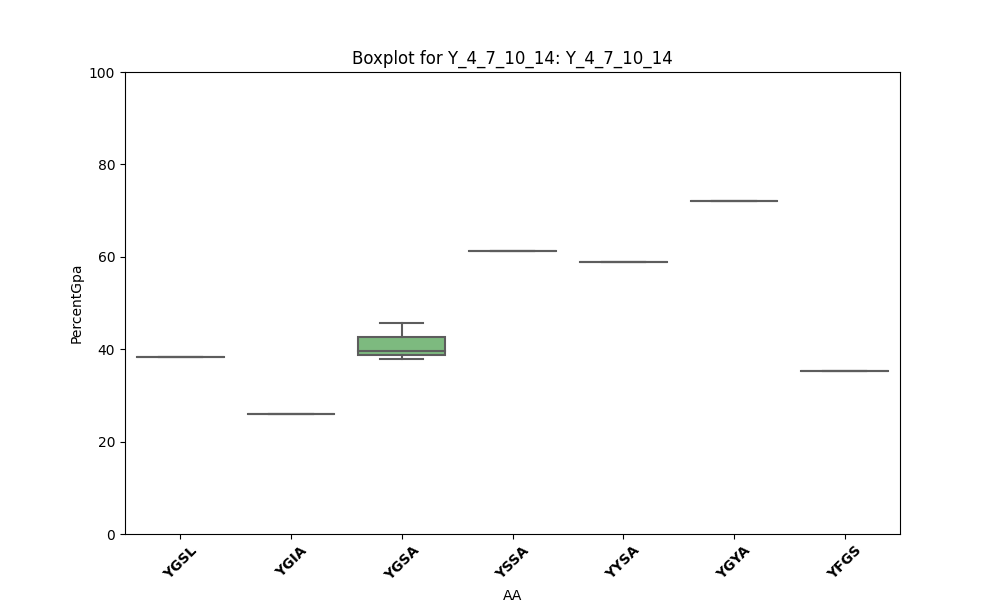 Boxplot for Y_4_7_10_14: Y_4_7_10_14
100
80
60
40
20
0
PercentGpa
YGSL
YGIA
YGSA
YSSA
YYSA
YGYA
YFGS
AA